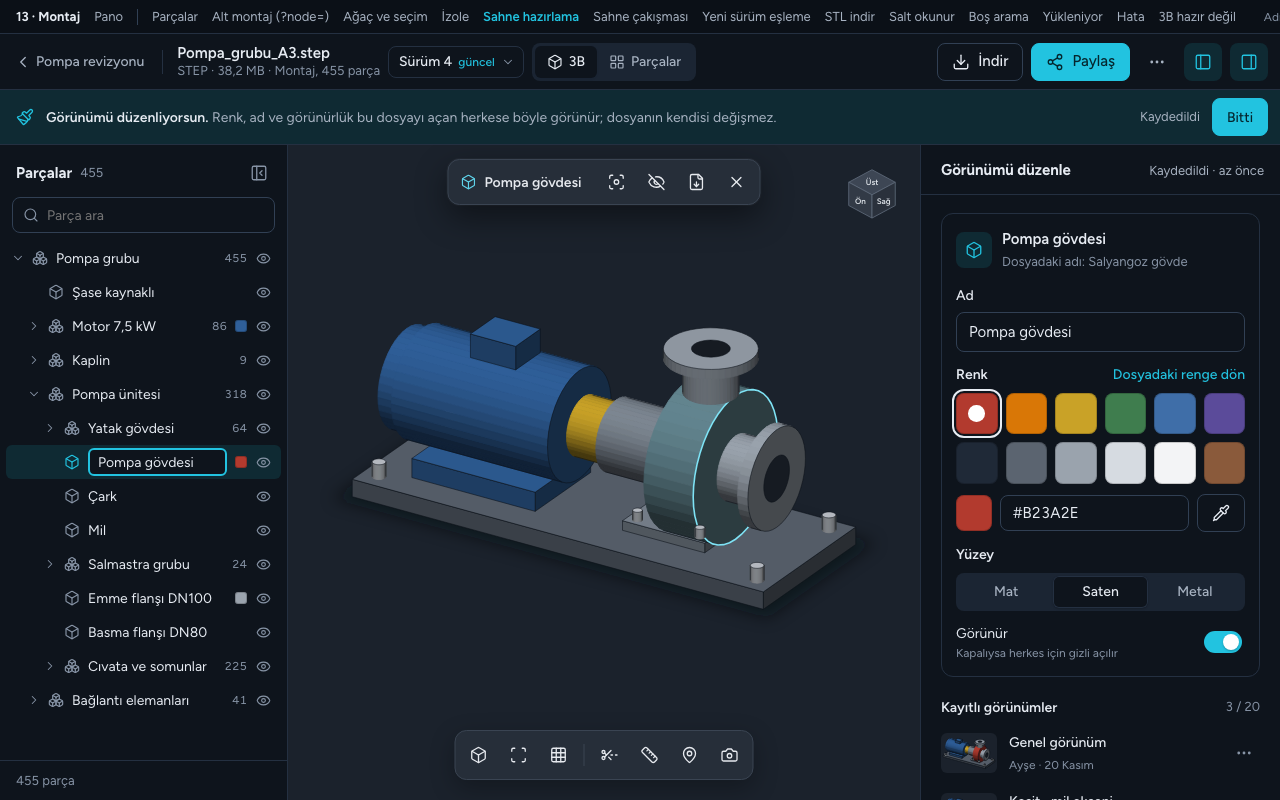 13 · Montaj
Pano
Parçalar
Alt montaj (?node=)
Ağaç ve seçim
İzole
Sahne hazırlama
Sahne çakışması
Yeni sürüm eşleme
STL indir
Salt okunur
Boş arama
Yükleniyor
Hata
3B hazır değil
Pompa revizyonu
Pompa_grubu_A3.step
STEP · 38,2 MB · Montaj, 455 parça
Sürüm 4 güncel
3B
Parçalar
İndir
Paylaş
Görünümü düzenliyorsun. Renk, ad ve görünürlük bu dosyayı açan herkese böyle görünür; dosyanın kendisi değişmez.
Kaydedildi
Bitti
Parçalar 455
Parça ara
Pompa grubu 455
Şase kaynaklı
Motor 7,5 kW 86
Kaplin 9
Pompa ünitesi 318
Yatak gövdesi 64
Pompa gövdesi
Çark
Mil
Salmastra grubu 24
Emme flanşı DN100
Basma flanşı DN80
Cıvata ve somunlar 225
Bağlantı elemanları 41
455 parça
Pompa gövdesi
Üst
Ön
Sağ
Görünümü düzenle
Kaydedildi · az önce
Pompa gövdesi
Dosyadaki adı: Salyangoz gövde
Ad
Pompa gövdesi
Renk
Dosyadaki renge dön
#B23A2E
Yüzey
Mat
Saten
Metal
Görünür
Kapalıysa herkes için gizli açılır
Kayıtlı görünümler
3 / 20
Genel görünüm
Ayşe · 20 Kasım